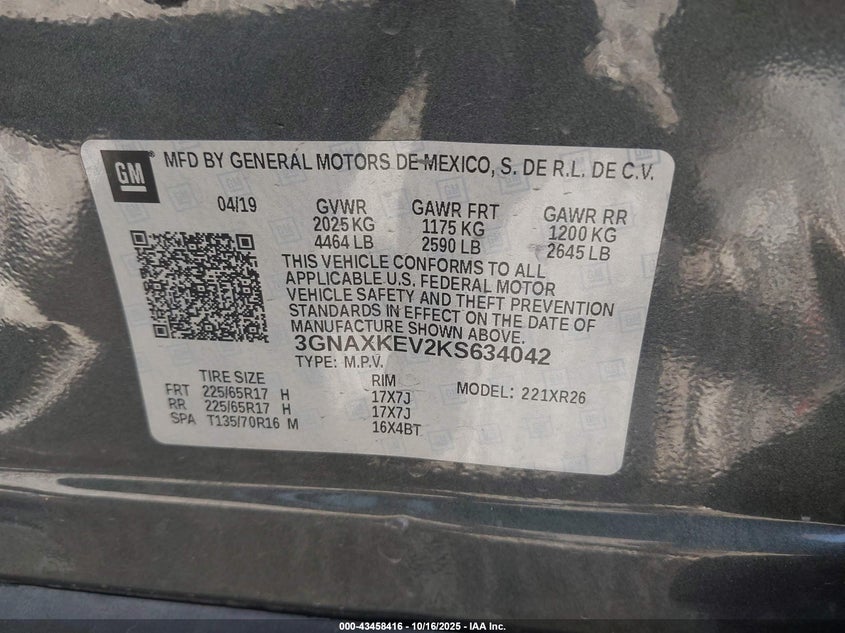 GM
MFD BY GENERAL MOTORS DE MEXICO, S. DE R.L. DE C.V.
04/19
GVWR GAWR FRT GAWR RR
2025 KG 1175 KG 1200 KG
4464 LB 2590 LB 2645 LB
THIS VEHICLE CONFORMS TO ALL
APPLICABLE U.S. FEDERAL MOTOR
VEHICLE SAFETY AND THEFT PREVENTION
STANDARDS IN EFFECT ON THE DATE OF
MANUFACTURE SHOWN ABOVE.
3GNAXKEV2KS634042
TYPE: M.P.V.
TIRE SIZE RIM MODEL: 221XR26
FRT 225/65R17 H 17X7J
RR 225/65R17 H 17X7J
SPA T135/70R16 M 16X4BT
000-43458416 - 10/16/2025 - IAA Inc.